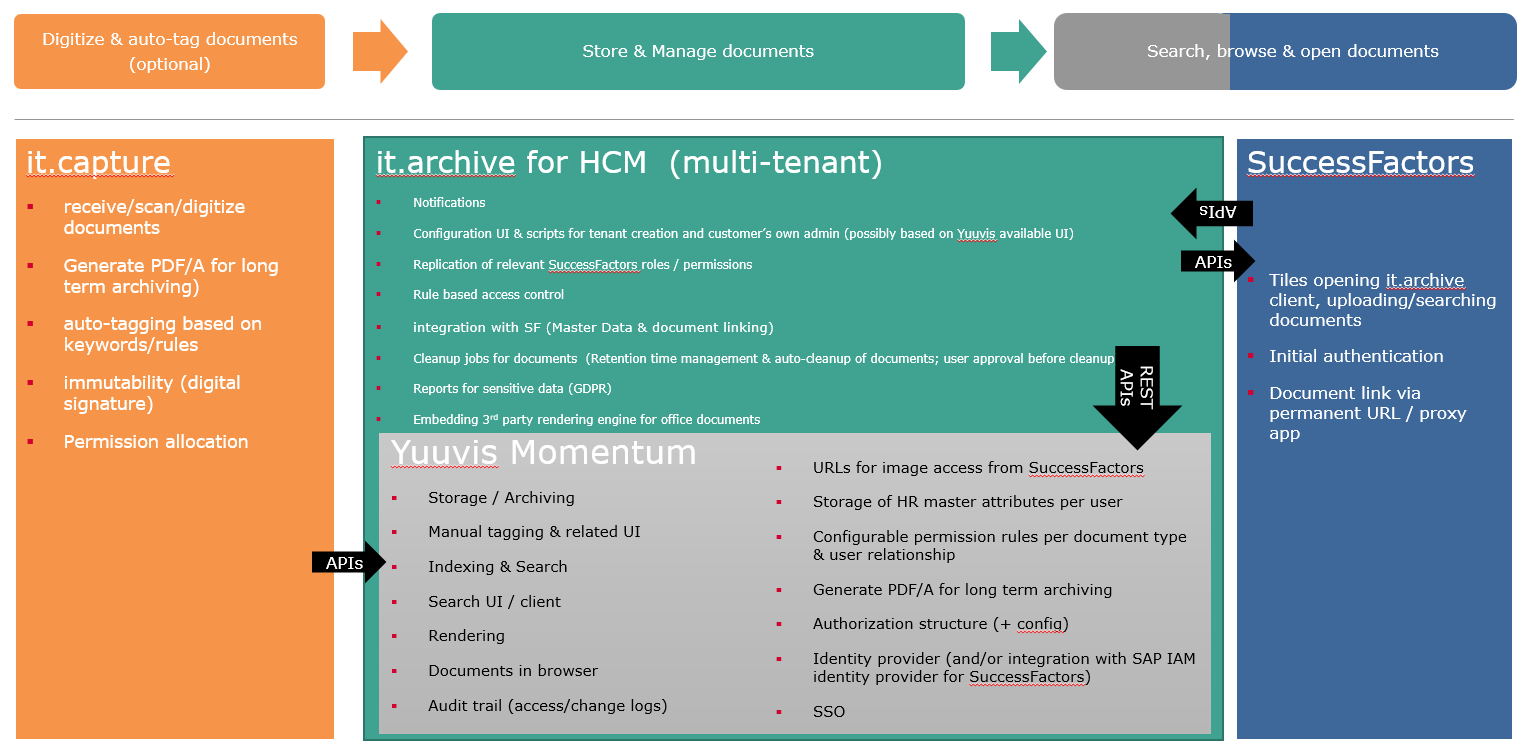 Digitize & auto-tag documents
(optional)
Store & Manage documents
Search, browse & open documents
it.capture
receive/scan/digitize
documents
Generate PDF/A for long
term archiving)
auto-tagging based on
keywords/rules
immutability (digital
signature)
Permission allocation
APIs
it.archive for HCM (multi-tenant)
Notifications
Configuration UI & scripts for tenant creation and customer’s own admin (possibly based on Yuuvis available UI)
Replication of relevant SuccessFactors roles / permissions
Rule based access control
integration with SF (Master Data & document linking)
Cleanup jobs for documents (Retention time management & auto-cleanup of documents; user approval before cleanup
Reports for sensitive data (GDPR)
Embedding 3rd party rendering engine for office documents
APIs
APIs
REST
APIs
Yuuvis Momentum
Storage / Archiving
Manual tagging & related UI
Indexing & Search
Search UI / client
Rendering
Documents in browser
Audit trail (access/change logs)
URLs for image access from SuccessFactors
Storage of HR master attributes per user
Configurable permission rules per document type
& user relationship
Generate PDF/A for long term archiving
Authorization structure (+ config)
Identity provider (and/or integration with SAP IAM
identity provider for SuccessFactors)
SSO
SuccessFactors
Tiles opening it.archive
client, uploading/searching
documents
Initial authentication
Document link via
permanent URL / proxy
app